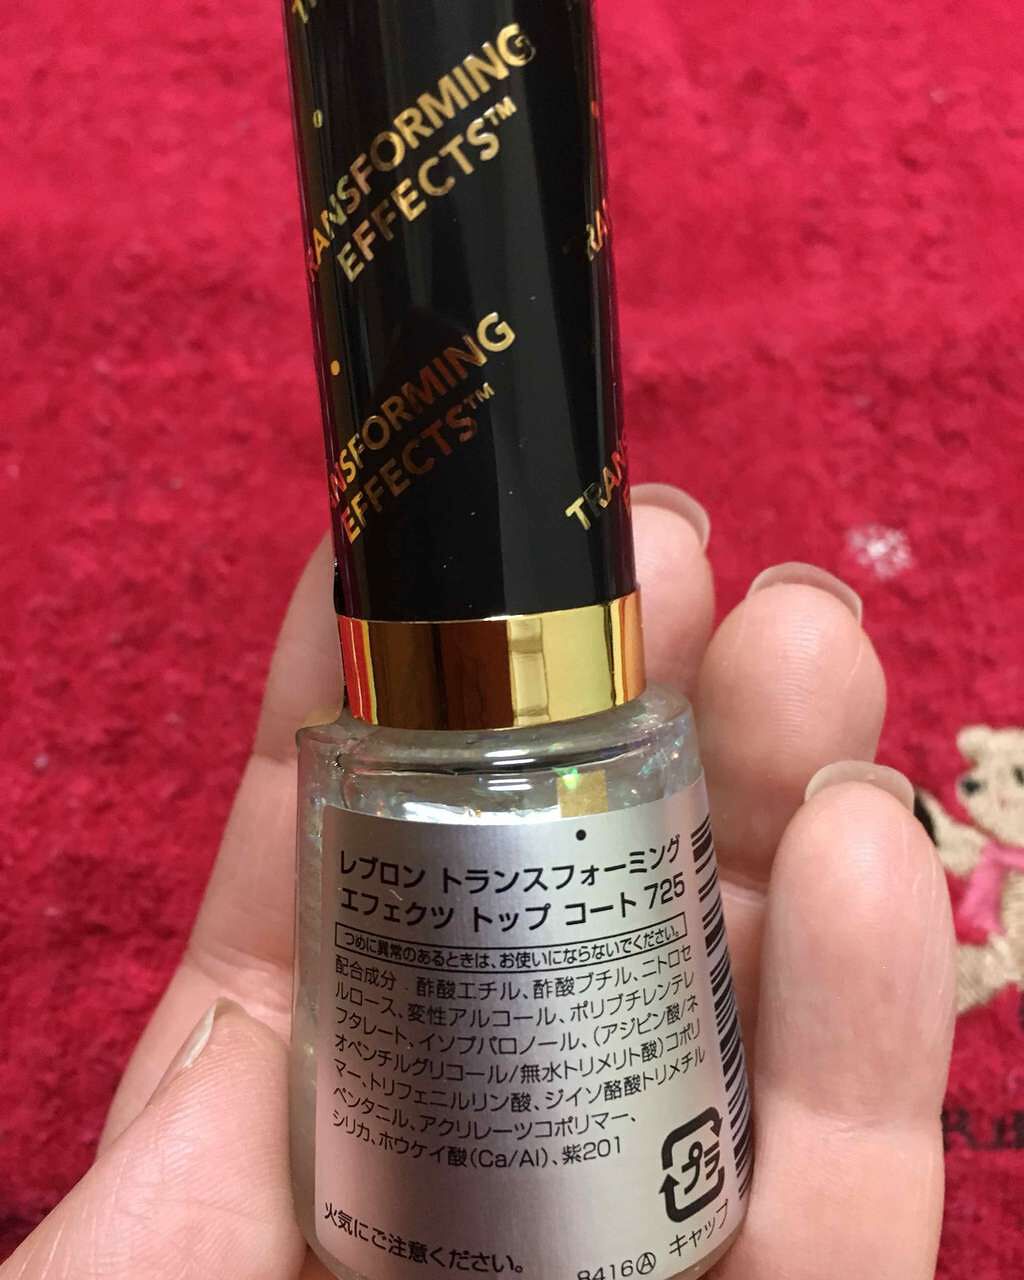 TRANSFORMING
EFFECTS™
TRANSFORMING
EFFECTS™
レブロン トランスフォーミング
エフェクツ トップ コート 725
つめに異常のあるときは、お使いにならないでください。
配合成分：酢酸エチル、酢酸ブチル、ニトロセ
ルロース、変性アルコール、ポリブチレンテレ
フタレート、イソプパロノール、(アジピン酸/ネ
オペンチルグリコール/無水トリメリト酸)コポリ
マー、トリフェニルリン酸、ジイソ酪酸トリメチル
ペンタニル、アクリレーツコポリマー、
シリカ、ホウケイ酸(Ca/Al)、紫201
プラ
キャップ
火気にご注意ください。
8416Ⓐ